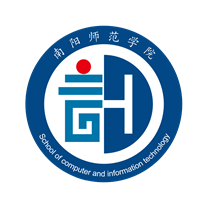 南阳师范学院
School of computer and information technology